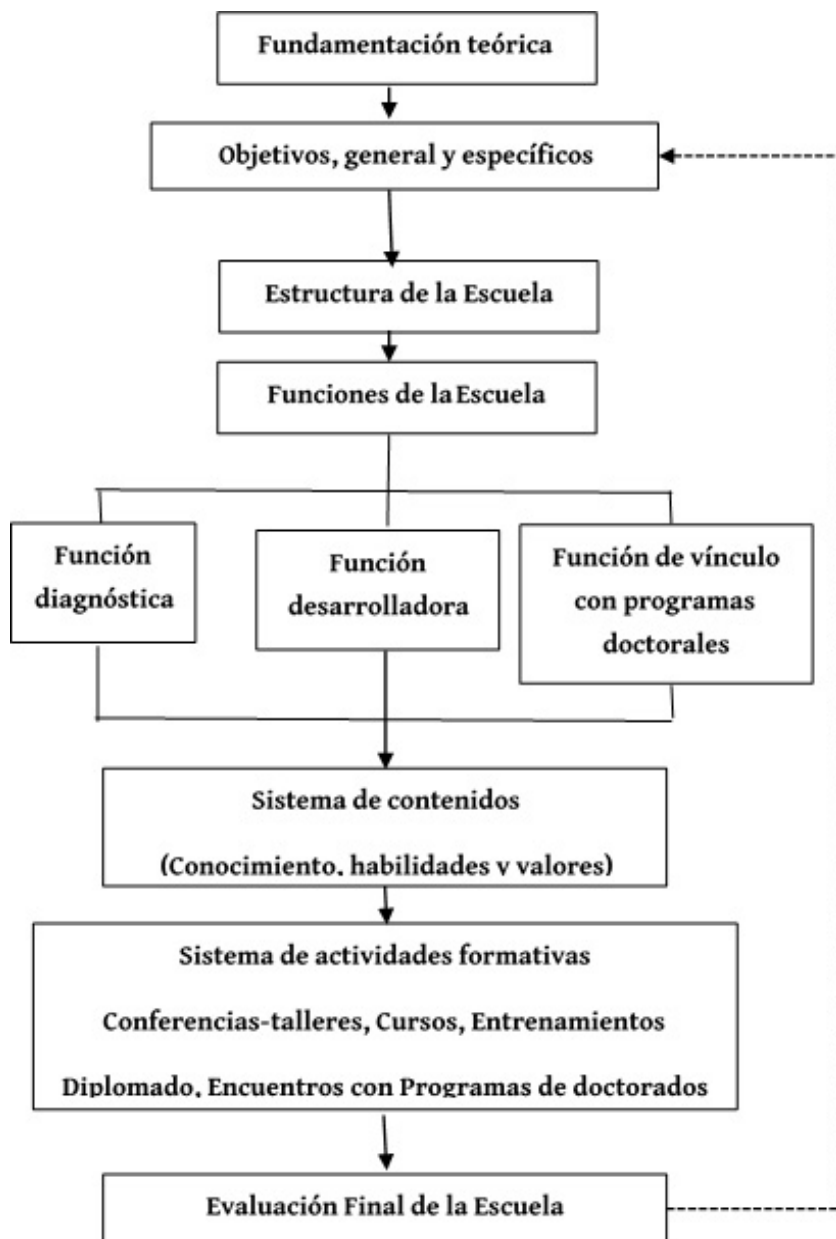 Fundamentación teórica
Objetivos, general y específicos
Estructura de la Escuela
Funciones de la Escuela
Función
diagnóstica
Función
desarrolladora
Función de vínculo
con programas
doctorales
Sistema de contenidos
(Conocimiento, habilidades y valores)
Sistema de actividades formativas
Conferencias-talleres, Cursos, Entrenamientos
Diplomado, Encuentros con Programas de doctorados
Evaluación Final de la Escuela